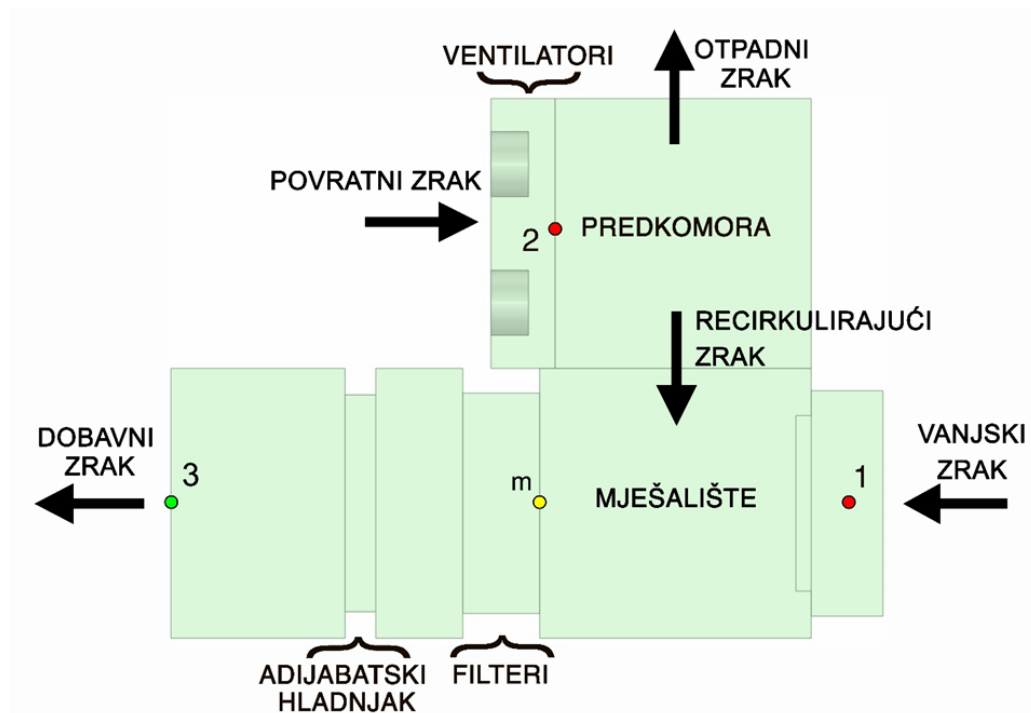 VENTILATORI
OTPADNI
ZRAK
POVRATNI ZRAK
2
PREDKOMORA
RECIRKULIRAJUĆI
ZRAK
DOBAVNI
ZRAK
3
m
MJEŠALIŠTE
1
VANJSKI
ZRAK
ADIJABATSKI
HLADNJAK
FILTERI